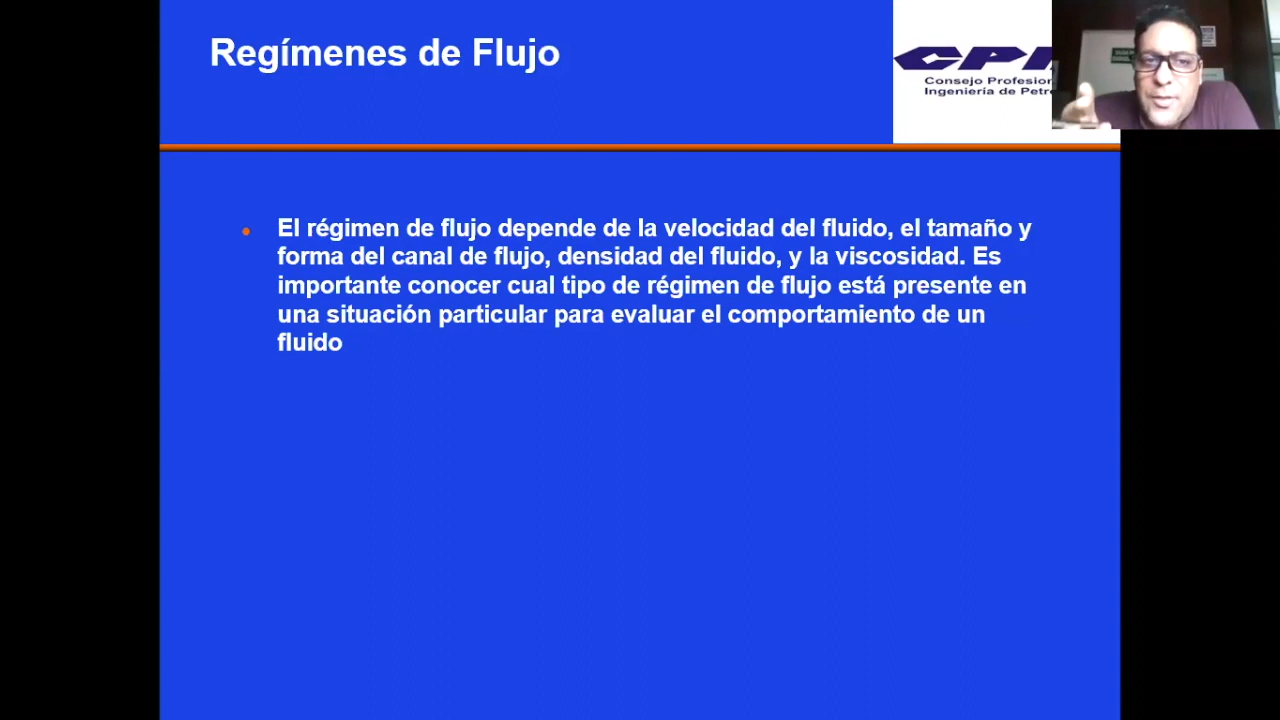 Regímenes de Flujo
Consejo
Ingeniería de
El régimen de flujo depende de la velocidad del fluido, el tamaño y
forma del canal de flujo, densidad del fluido, y la viscosidad. Es
importante conocer cual tipo de régimen de flujo está presente en
una situación particular para evaluar el comportamiento de un
fluido